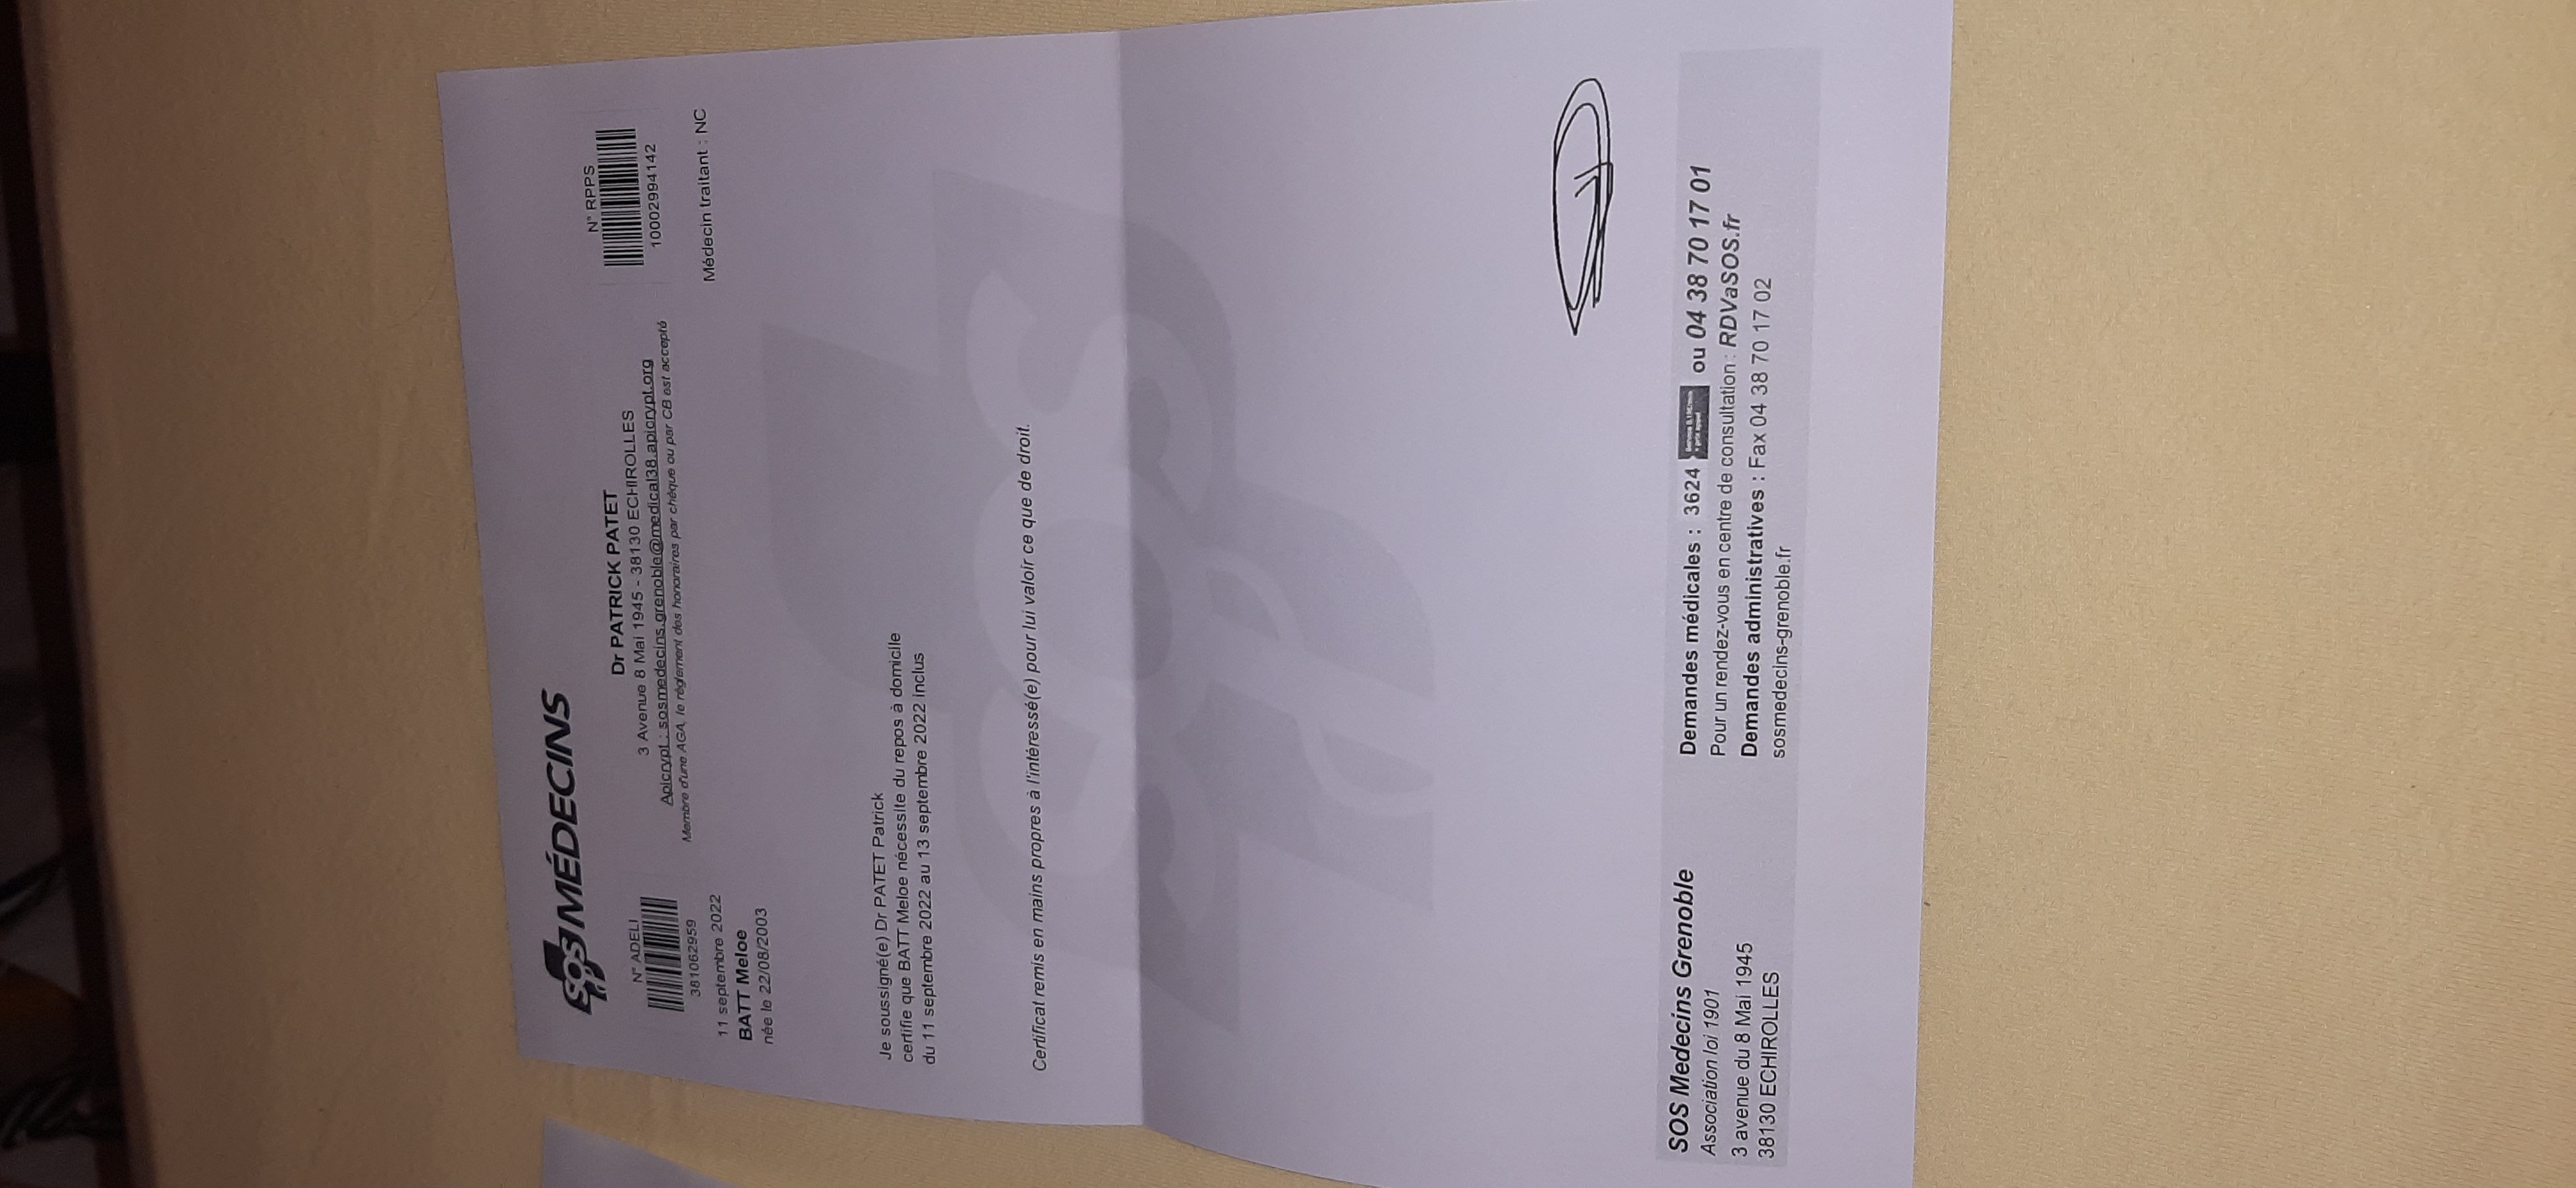 SOS MÉDECINS
Dr PATRICK PATET
3 Avenue 8 Mai 1945 - 38130 ECHIROLLES
Apicrypt : sosmedecins.grenoble@medical38.apicrypt.org
Membre d'une AGA, le règlement des honoraires par chèque ou par CB est accepté
N° ADELI
381062959
N° RPPS
10002994142
11 septembre 2022
BATT Meloe
née le 22/08/2003
Médecin traitant : NC
Je soussigné(e) Dr PATET Patrick
certifie que BATT Meloe nécessite du repos à domicile
du 11 septembre 2022 au 13 septembre 2022 inclus
Certificat remis en mains propres à l'intéressé(e) pour lui valoir ce que de droit.
SOS
SOS Medecins Grenoble
Association loi 1901
3 avenue du 8 Mai 1945
38130 ECHIROLLES
Demandes médicales : 3624 ou 04 38 70 17 01
Pour un rendez-vous en centre de consultation : RDVaSOS.fr
Demandes administratives : Fax 04 38 70 17 02
sosmedecins-grenoble.fr